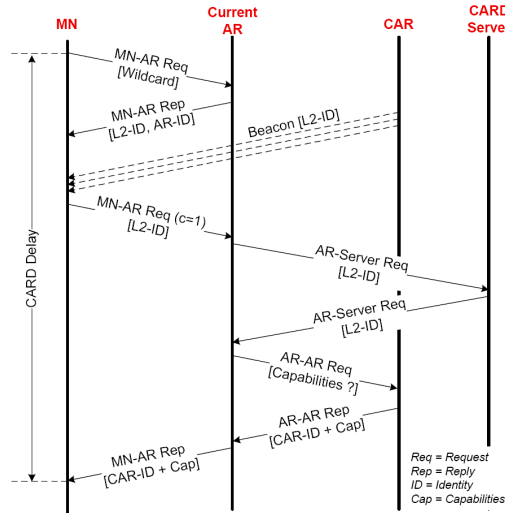 MN
Current
AR
CAR
CARD
Server
MN-AR Req
[Wildcard]
MN-AR Rep
[L2-ID, AR-ID]
Beacon [L2-ID]
MN-AR Req (c=1)
[L2-ID]
AR-Server Req
[L2-ID]
AR-Server Req
[L2-ID]
AR-AR Req
[Capabilities ?]
AR-AR Rep
[CAR-ID + Cap]
MN-AR Rep
[CAR-ID + Cap]
CARD Delay
Req = Request
Rep = Reply
ID = Identity
Cap = Capabilities